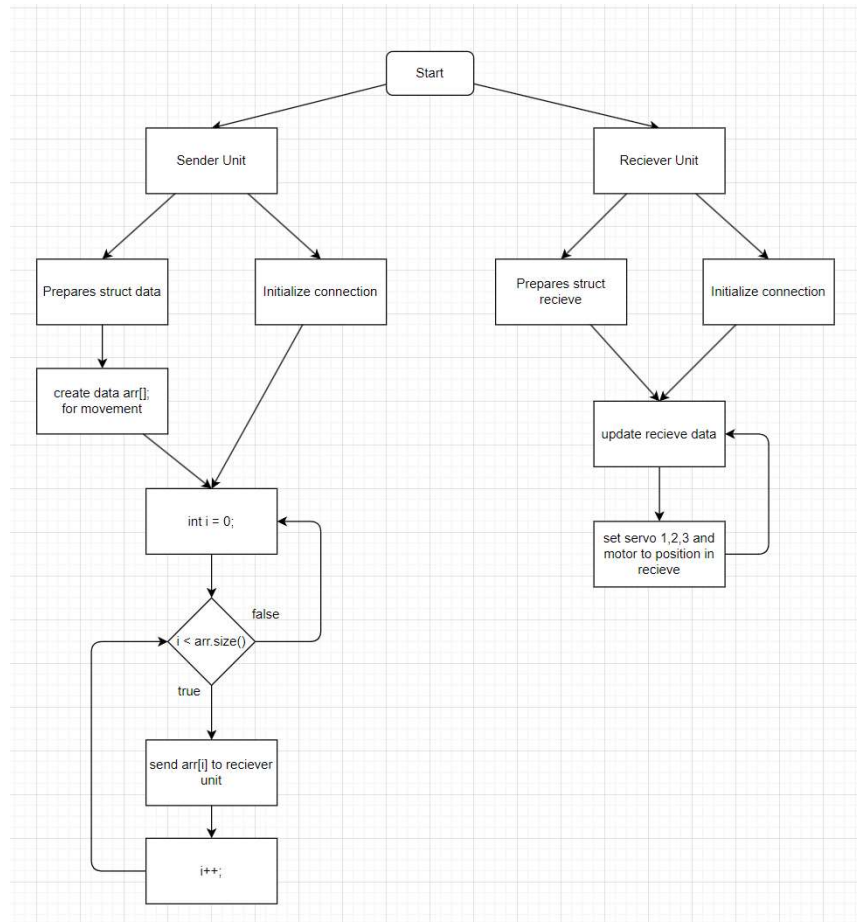 Start
Sender Unit
Reciever Unit
Prepares struct data
Initialize connection
Prepares struct
recieve
Initialize connection
create data arr[];
for movement
update recieve data
int i = 0;
set servo 1,2,3 and
motor to position in
recieve
false
i < arr.size()
true
send arr[i] to reciever
unit
i++;